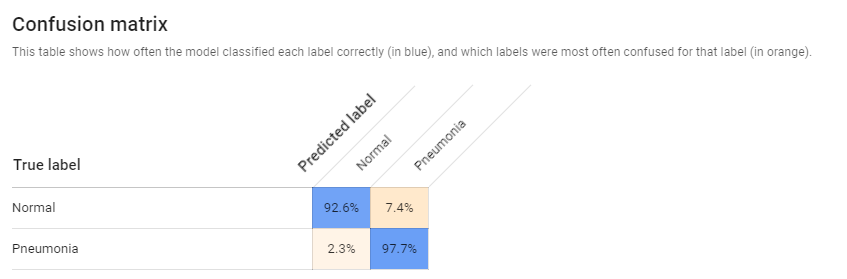 Confusion matrix
This table shows how often the model classified each label correctly (in blue), and which labels were most often confused for that label (in orange).
Predicted label
Normal
Pneumonia
True label
Normal 92.6% 7.4%
Pneumonia 2.3% 97.7%